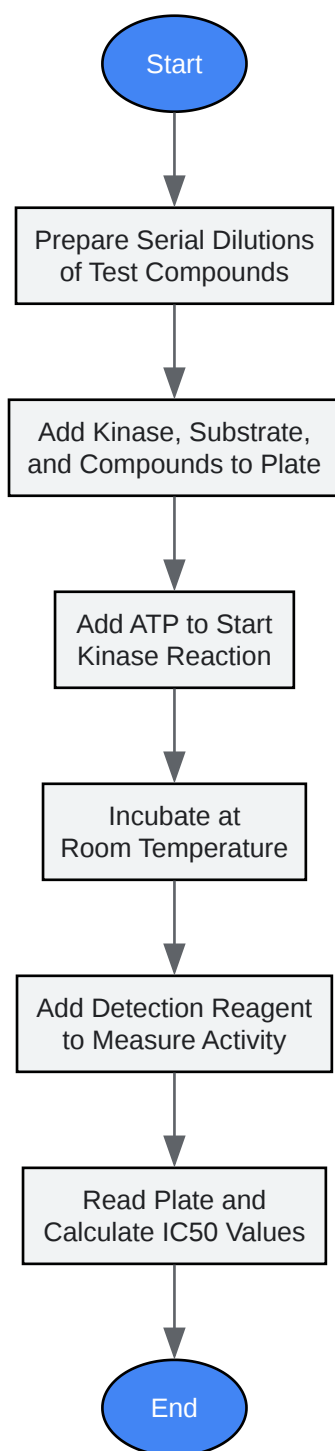 Start
Prepare Serial Dilutions
of Test Compounds
Add Kinase, Substrate,
and Compounds to Plate
Add ATP to Start
Kinase Reaction
Incubate at
Room Temperature
Add Detection Reagent
to Measure Activity
Read Plate and
Calculate IC50 Values
End